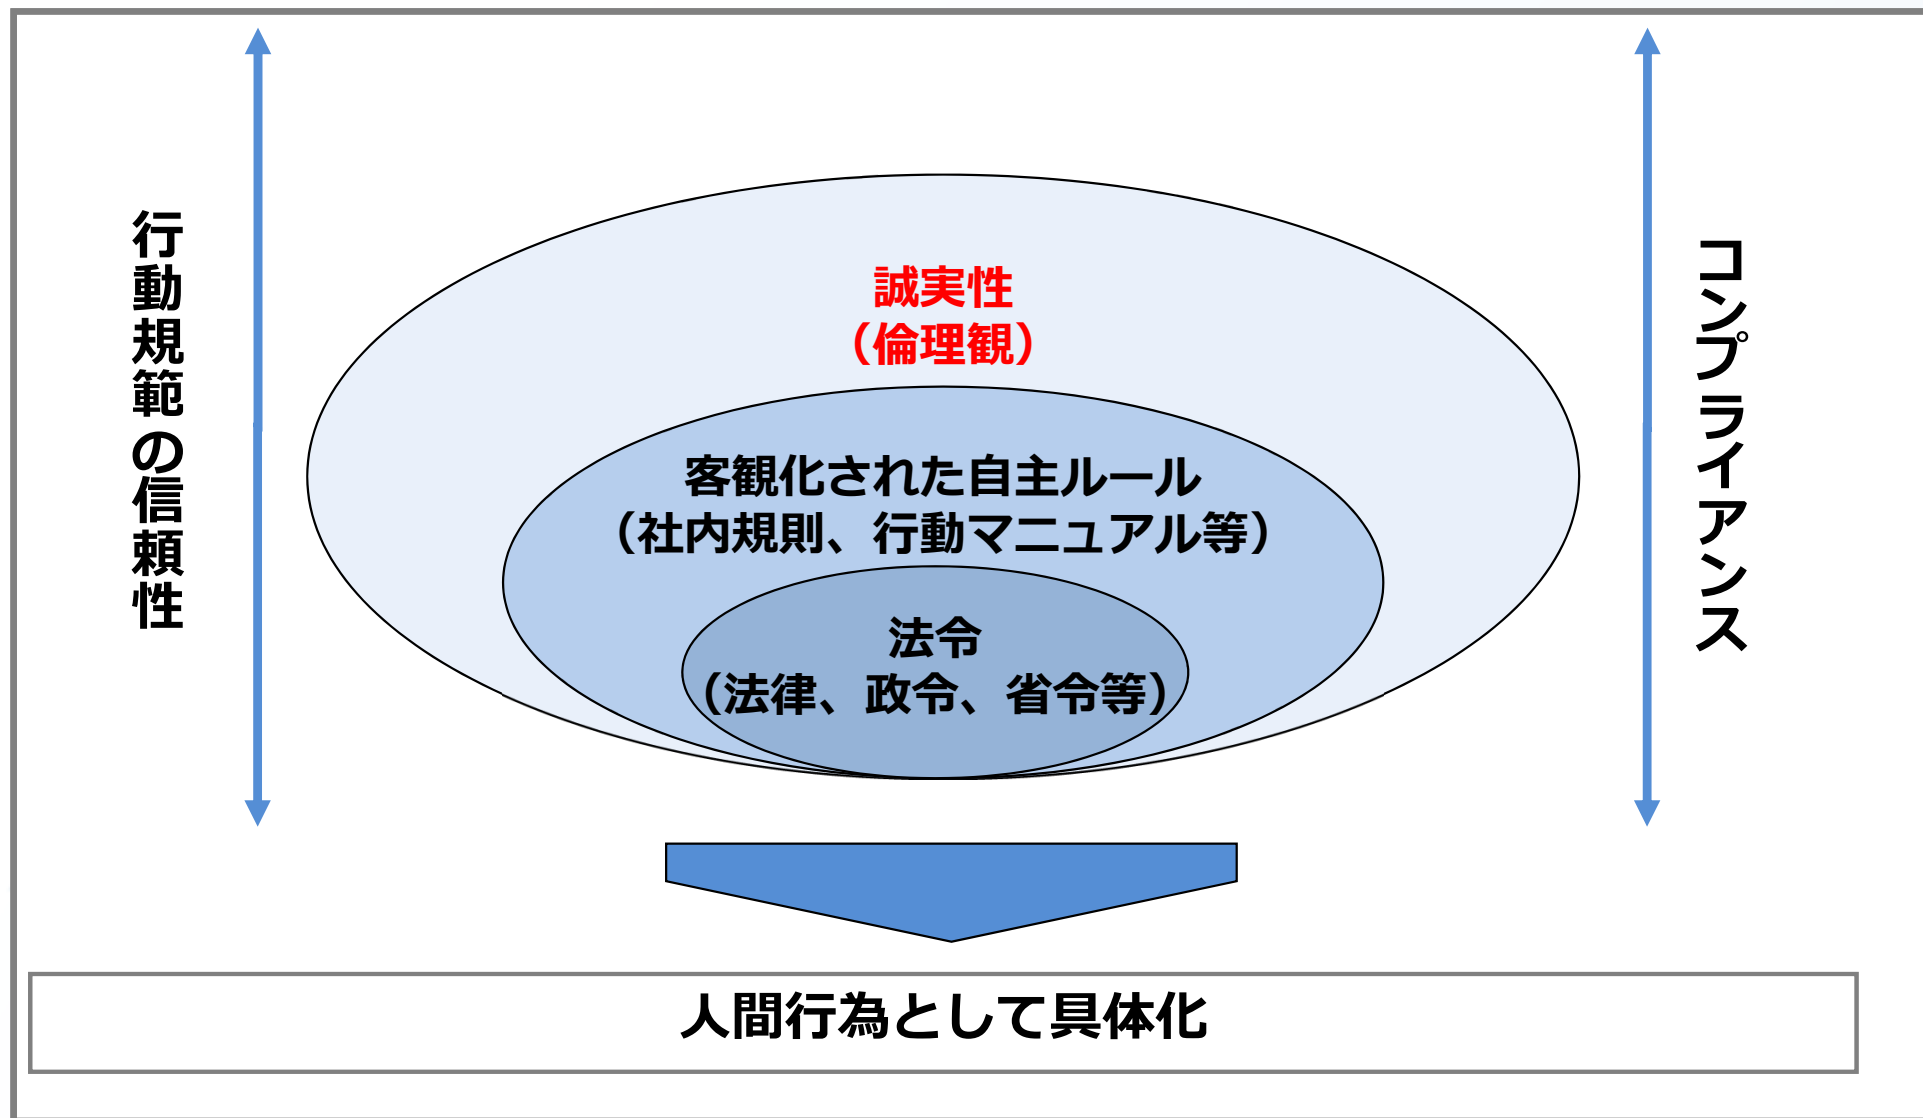 行動規範の信頼性
誠実性
（倫理観）
客観化された自主ルール
（社内規則、行動マニュアル等）
法令
（法律、政令、省令等）
コンプライアンス
人間行為として具体化